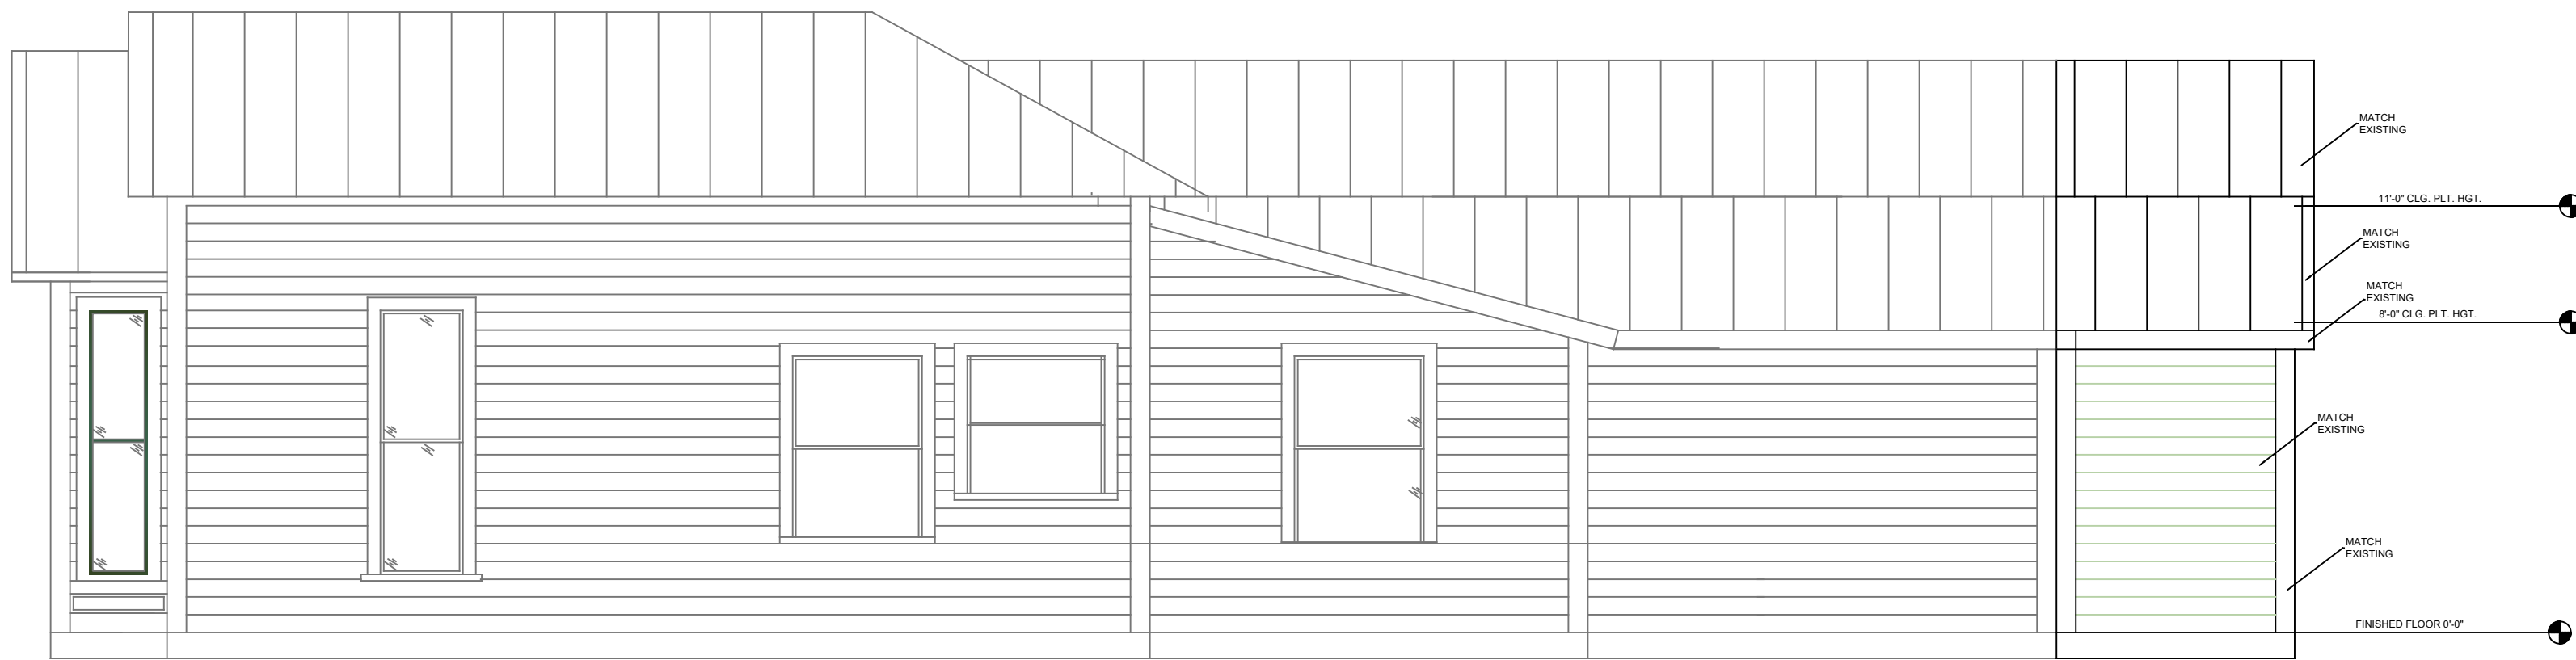 MATCH
EXISTING
11'-0" CLG. PLT. HGT.
MATCH
EXISTING
MATCH
EXISTING
8'-0" CLG. PLT. HGT.
MATCH
EXISTING
MATCH
EXISTING
FINISHED FLOOR 0'-0"